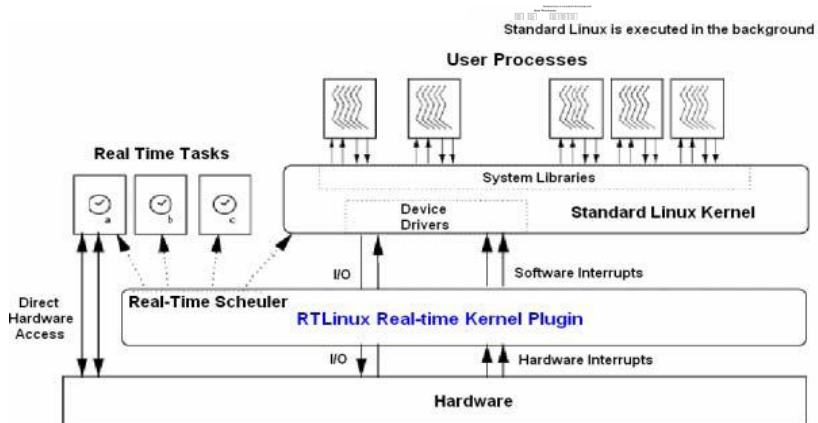 Standard Linux is executed in the background
User Processes
Real Time Tasks
a
b
c
System Libraries
Device
Drivers
Standard Linux Kernel
I/O
Software Interrupts
Real-Time Scheuler
RTLinux Real-time Kernel Plugin
Direct
Hardware
Access
I/O
Hardware Interrupts
Hardware